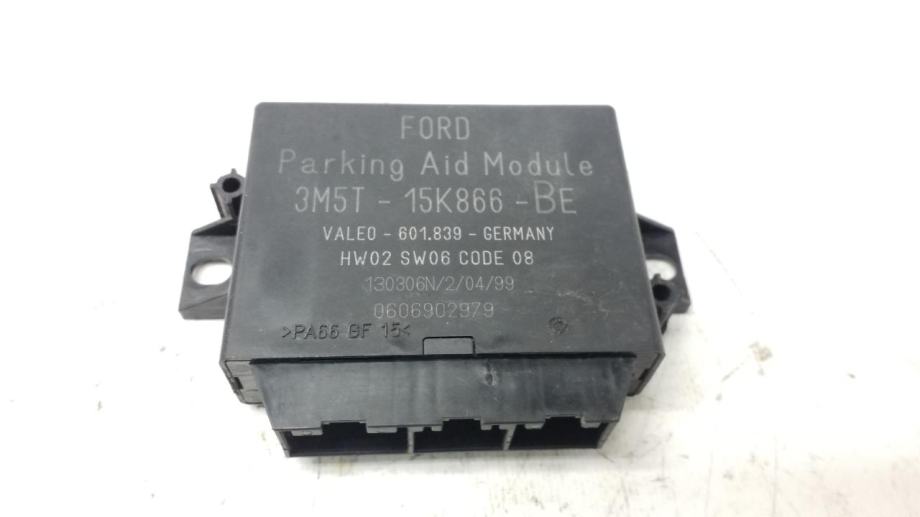 FORD
Parking Aid Module
3M5T - 15K866 - BE
VALEO - 601.839 - GERMANY
HW02 SW06 CODE 08
130306N/2/04/99
0606902979
>PA66 GF 15<